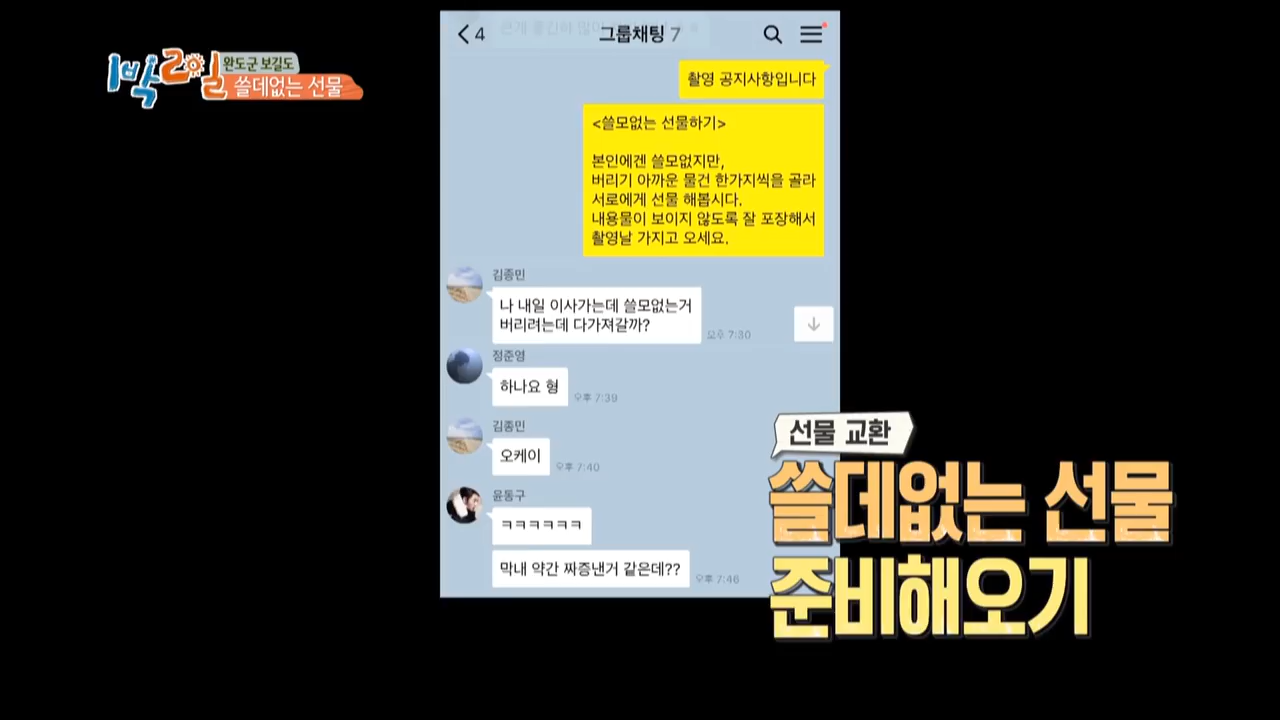 1박2일
완도군 보길도
쓸데없는 선물
4
그룹채팅 7
촬영 공지사항입니다
<쓸모없는 선물하기>
본인에겐 쓸모없지만,
버리기 아까운 물건 한가지씩을 골라
서로에게 선물 해봅시다.
내용물이 보이지 않도록 잘 포장해서
촬영날 가지고 오세요.
김종민
나 내일 이사가는데 쓸모없는거
버리려는데 다가져갈까?
오후 7:30
정준영
하나요 형
오후 7:39
김종민
오케이
오후 7:40
윤동구
ㅋㅋㅋㅋㅋㅋ
막내 약간 짜증낸거 같은데??
오후 7:46
선물 교환
쓸데없는 선물
준비해오기